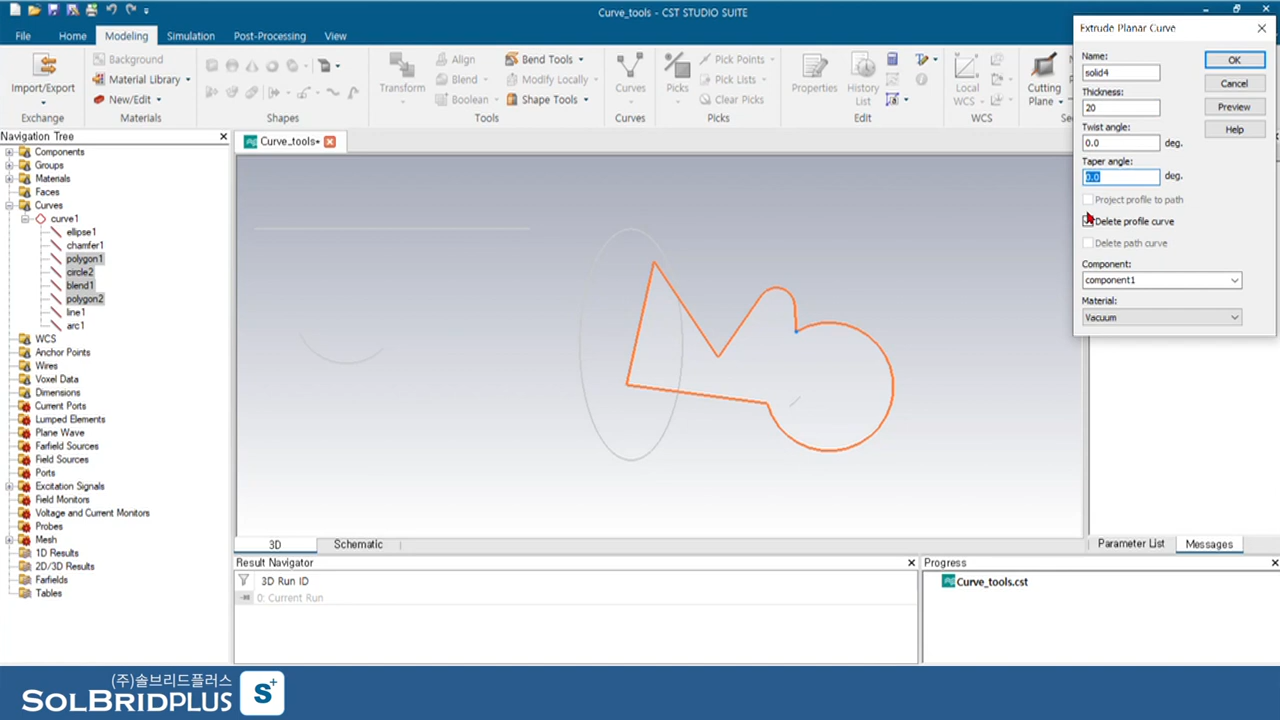 Curve_tools - CST STUDIO SUITE
File
Home
Modeling
Simulation
Post-Processing
View
Import/Export
Exchange
Background
Material Library
New/Edit
Materials
Shapes
Transform
Align
Blend
Boolean
Bend Tools
Modify Locally
Shape Tools
Tools
Curves
Curves
Picks
Pick Points
Pick Lists
Clear Picks
Picks
Properties
History
List
Edit
Local
WCS
WCS
Cutting
Plane
Extrude Planar Curve
Name:
solid4
Thickness:
20
Twist angle:
0.0
deg.
Taper angle:
0.0
deg.
Project profile to path
Delete profile curve
Delete path curve
Component:
component1
Material:
Vacuum
OK
Cancel
Preview
Help
Navigation Tree
Components
Groups
Materials
Faces
Curves
curve1
ellipse1
chamfer1
polygon1
circle2
blend1
polygon2
line1
arc1
WCS
Anchor Points
Wires
Voxel Data
Dimensions
Current Ports
Lumped Elements
Plane Wave
Farfield Sources
Field Sources
Ports
Excitation Signals
Field Monitors
Voltage and Current Monitors
Probes
Mesh
1D Results
2D/3D Results
Farfields
Tables
Curve_tools*
3D
Schematic
Parameter List
Messages
Result Navigator
3D Run ID
0: Current Run
Progress
Curve_tools.cst
(주)솔브리드플러스
SOLBRIDPLUS
S+